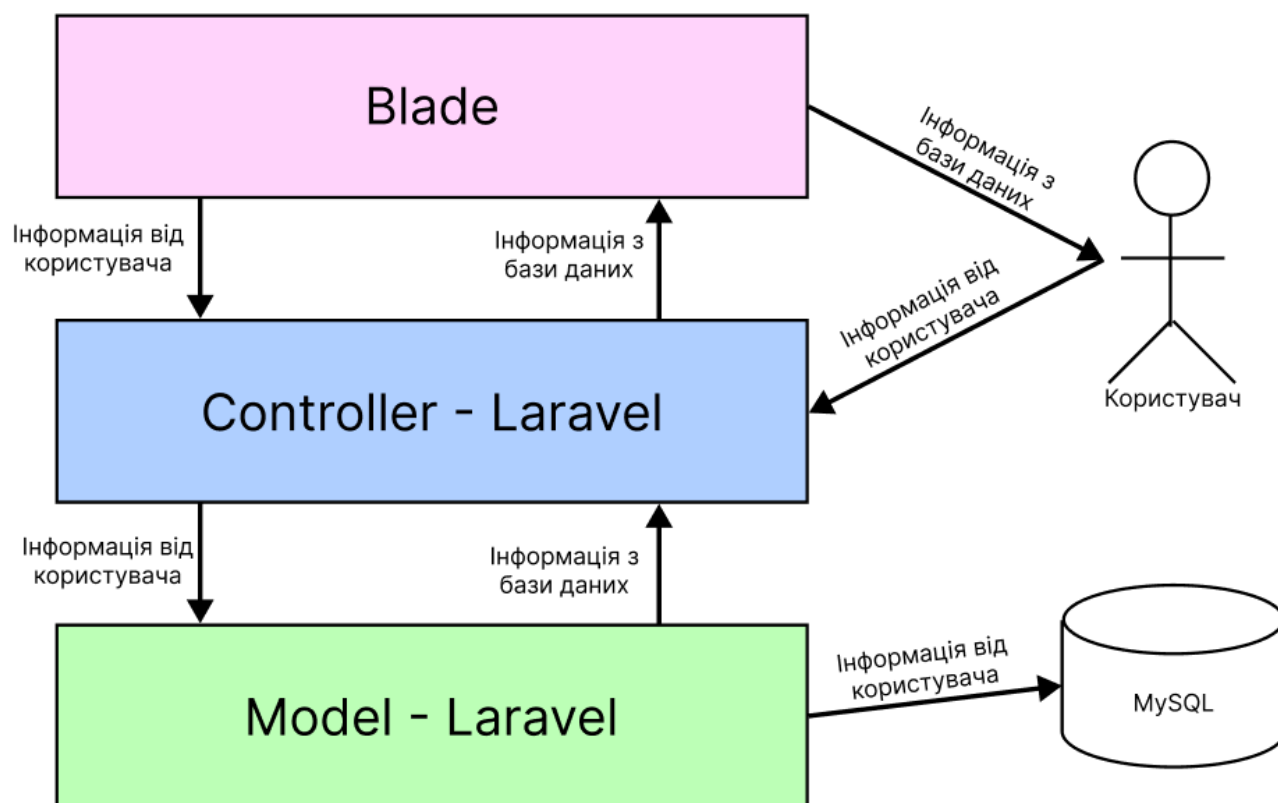 Blade
Інформація з
бази даних
Інформація від
користувача
Інформація з
бази даних
Інформація від
користувача
Controller - Laravel
Користувач
Інформація від
користувача
Інформація з
бази даних
Model - Laravel
Інформація від
користувача
MySQL